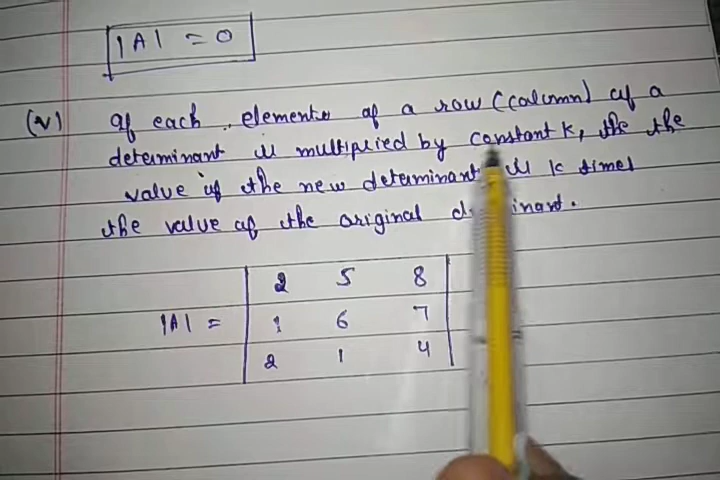 |A| = 0
(v) If each element of a row (column) of a
determinant is multiplied by constant k, the the
value of the new determinant is k times
the value of the original
2 5 8
|A| = 1 6 7
2 1 4